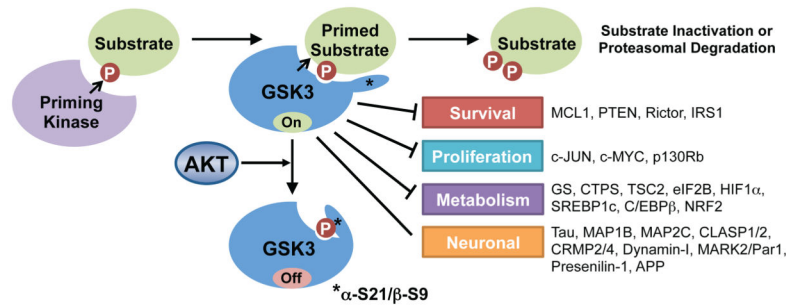 Substrate
P
Priming
Kinase
Primed
Substrate
P
*
GSK3
On
Substrate
P
P
Substrate Inactivation or
Proteasomal Degradation
AKT
P
*
GSK3
Off
*α-S21/β-S9
Survival
MCL1, PTEN, Rictor, IRS1
Proliferation
c-JUN, c-MYC, p130Rb
Metabolism
GS, CTPS, TSC2, eIF2B, HIF1α,
SREBP1c, C/EBPβ, NRF2
Neuronal
Tau, MAP1B, MAP2C, CLASP1/2,
CRMP2/4, Dynamin-I, MARK2/Par1,
Presenilin-1, APP